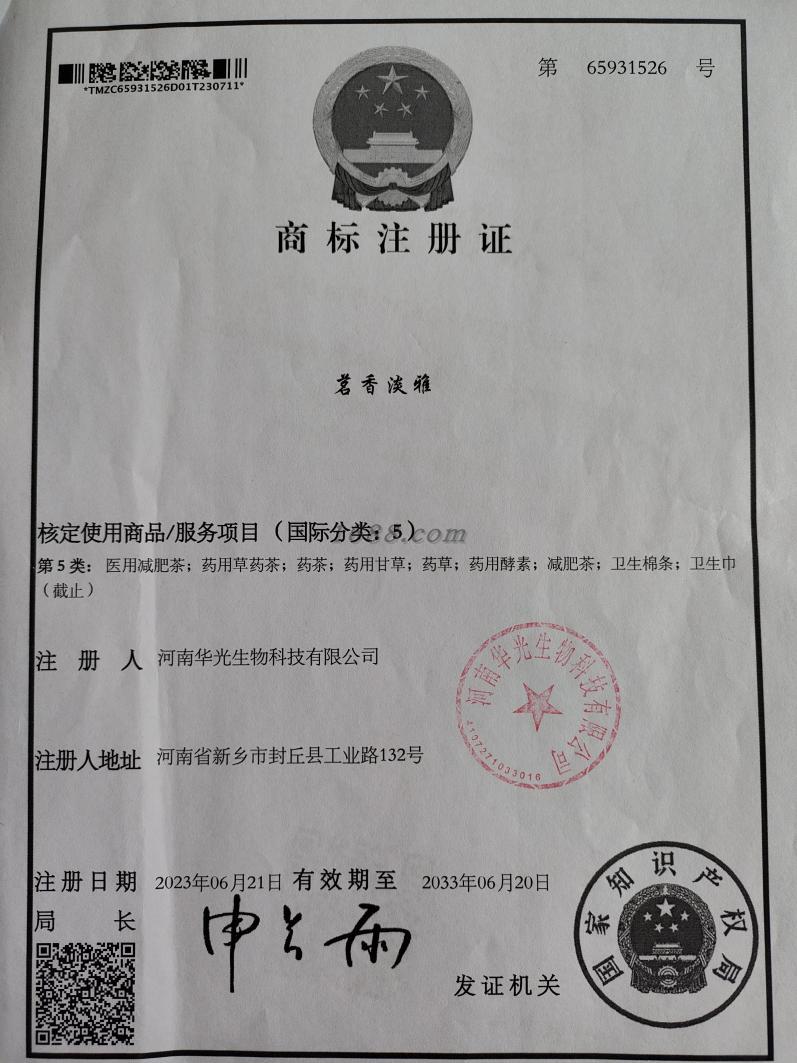 第 65931526 号
*TMZC65931526D01T230711*
商标注册证
茗香淡雅
核定使用商品/服务项目（国际分类：5）
1688.com
第 5 类： 医用减肥茶；药用草药茶；药茶；药用甘草；药草；药用酵素；减肥茶；卫生棉条；卫生巾
（截止）
注册人 河南华光生物科技有限公司
河南华光生物科技有限公司
4107271033016
注册人地址 河南省新乡市封丘县工业路132号
注册日期 2023年06月21日 有效期至 2033年06月20日
局长 申长雨
发证机关
国家知识产权局